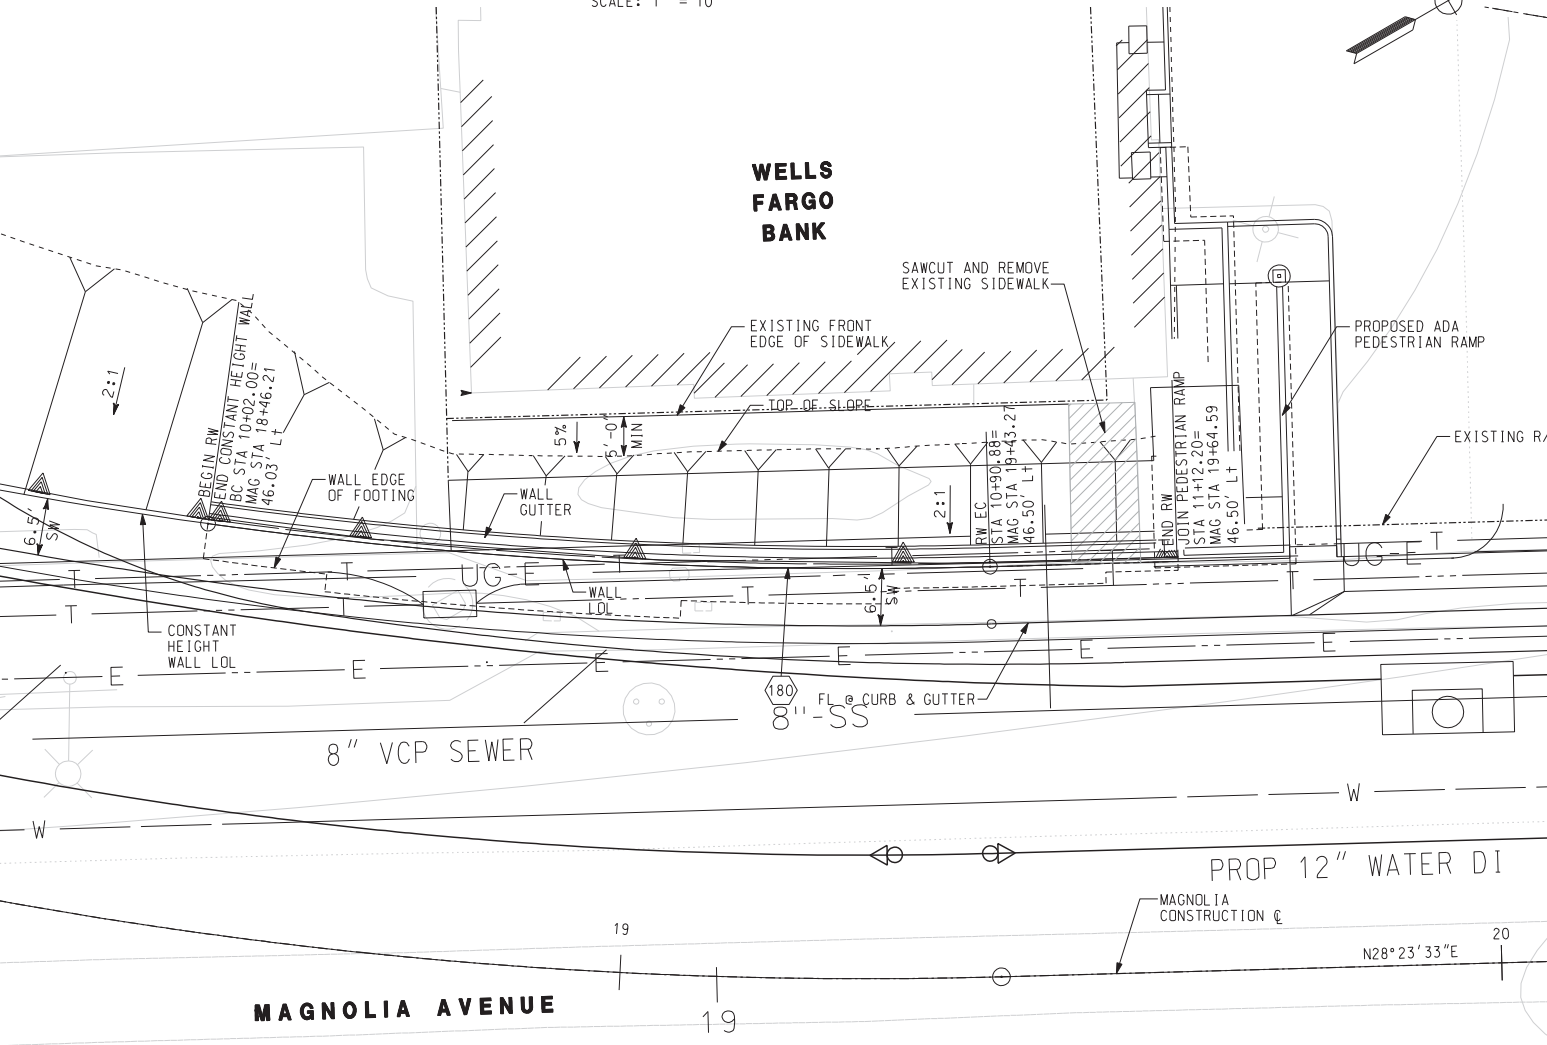 SCALE: 1" = 10'
WELLS
FARGO
BANK
SAWCUT AND REMOVE
EXISTING SIDEWALK
EXISTING FRONT
EDGE OF SIDEWALK
PROPOSED ADA
PEDESTRIAN RAMP
TOP OF SLOPE
2:1
BEGIN RW
END CONSTANT HEIGHT WALL
BC STA 10+02.00=
MAG STA 18+46.21
46.03' Lt
5%
5'-0"
MIN
WALL EDGE
OF FOOTING
WALL
GUTTER
2:1
RW EC
STA 10+90.88=
MAG STA 19+43.27
46.50' Lt
END RW
JOIN PEDESTRIAN RAMP
STA 11+12.20=
MAG STA 19+64.59
46.50' Lt
EXISTING R/
6.5'
SW
UG-E
T
T
T
T
T
T
T
T
T
T
T
UG-E
WALL
LOL
6.5'
SW
CONSTANT
HEIGHT
WALL LOL
E
E
E
E
E
E
180
FL @ CURB & GUTTER
8"-SS
8" VCP SEWER
W
W
PROP 12" WATER DI
MAGNOLIA
CONSTRUCTION ℄
19
20
N28°23'33"E
MAGNOLIA AVENUE
19